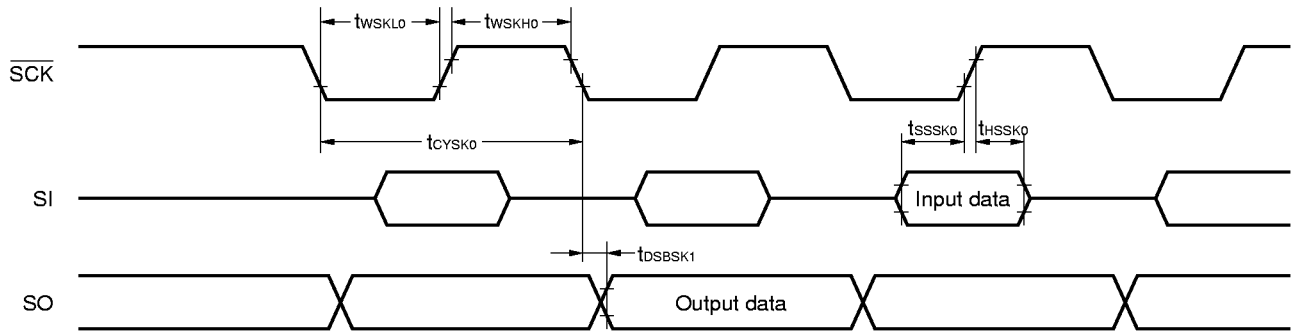 tWSKL0
tWSKH0
SCK
tCYSK0
tSSSK0
tHSSK0
SI
Input data
tDSBSK1
SO
Output data